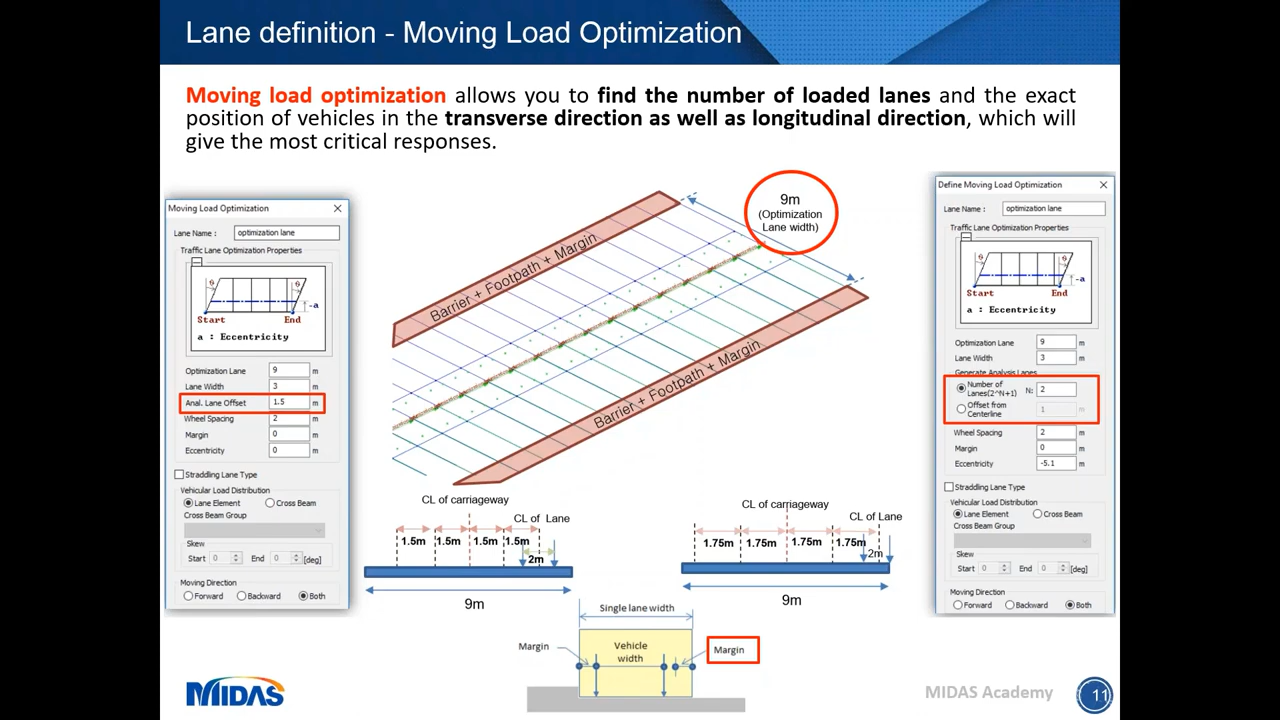 Lane definition - Moving Load Optimization
Moving load optimization allows you to find the number of loaded lanes and the exact
position of vehicles in the transverse direction as well as longitudinal direction, which will
give the most critical responses.
Moving Load Optimization
Lane Name : optimization lane
Traffic Lane Optimization Properties
Start End -a
a : Eccentricity
Optimization Lane 9 m
Lane Width 3 m
Anal. Lane Offset 1.5 m
Wheel Spacing 2 m
Margin 0 m
Eccentricity 0 m
Straddling Lane Type
Vehicular Load Distribution
Lane Element Cross Beam
Cross Beam Group
Skew
Start 0 End 0 [deg]
Moving Direction
Forward Backward Both
9m
(Optimization
Lane width)
Barrier + Footpath + Margin
Barrier + Footpath + Margin
CL of carriageway
CL of Lane
1.5m 1.5m 1.5m 1.5m
2m
9m
CL of carriageway
CL of Lane
1.75m 1.75m 1.75m 1.75m
2m
9m
Single lane width
Margin
Vehicle
width
Margin
Define Moving Load Optimization
Lane Name : optimization lane
Traffic Lane Optimization Properties
Start End -a
a : Eccentricity
Optimization Lane 9 m
Lane Width 3 m
Generate Analysis Lanes
Number of
Lanes(2^N+1) N: 2
Offset from
Centerline 1 m
Wheel Spacing 2 m
Margin 0 m
Eccentricity -5.1 m
Straddling Lane Type
Vehicular Load Distribution
Lane Element Cross Beam
Cross Beam Group
Skew
Start 0 End 0 [deg]
Moving Direction
Forward Backward Both
MIDAS
MIDAS Academy
11